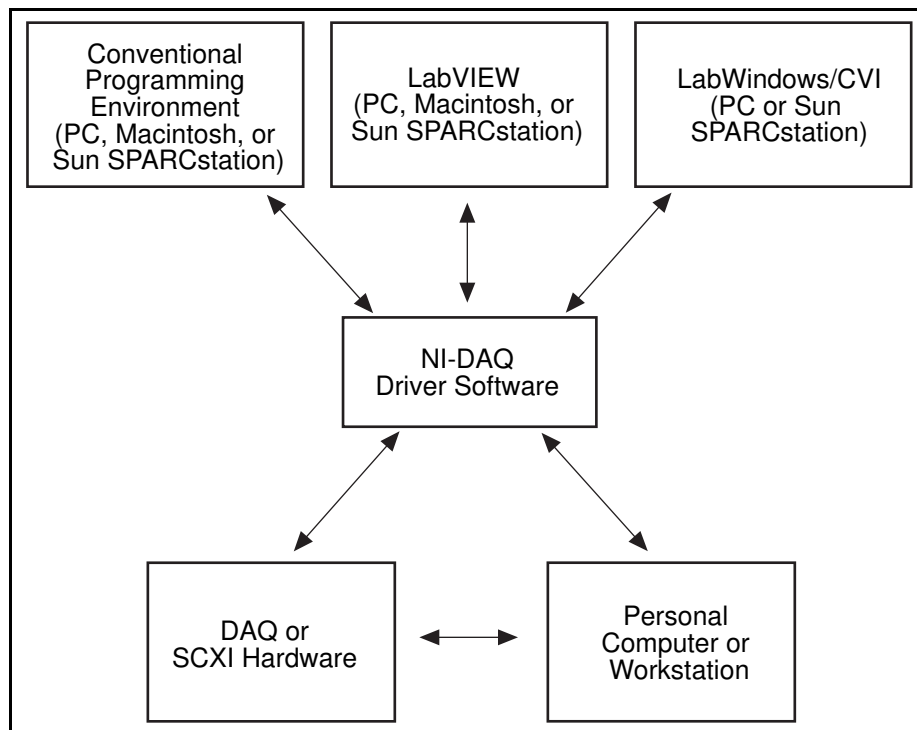 Conventional
Programming
Environment
(PC, Macintosh, or
Sun SPARCstation)
LabVIEW
(PC, Macintosh, or
Sun SPARCstation)
LabWindows/CVI
(PC or Sun
SPARCstation)
NI-DAQ
Driver Software
DAQ or
SCXI Hardware
Personal
Computer or
Workstation